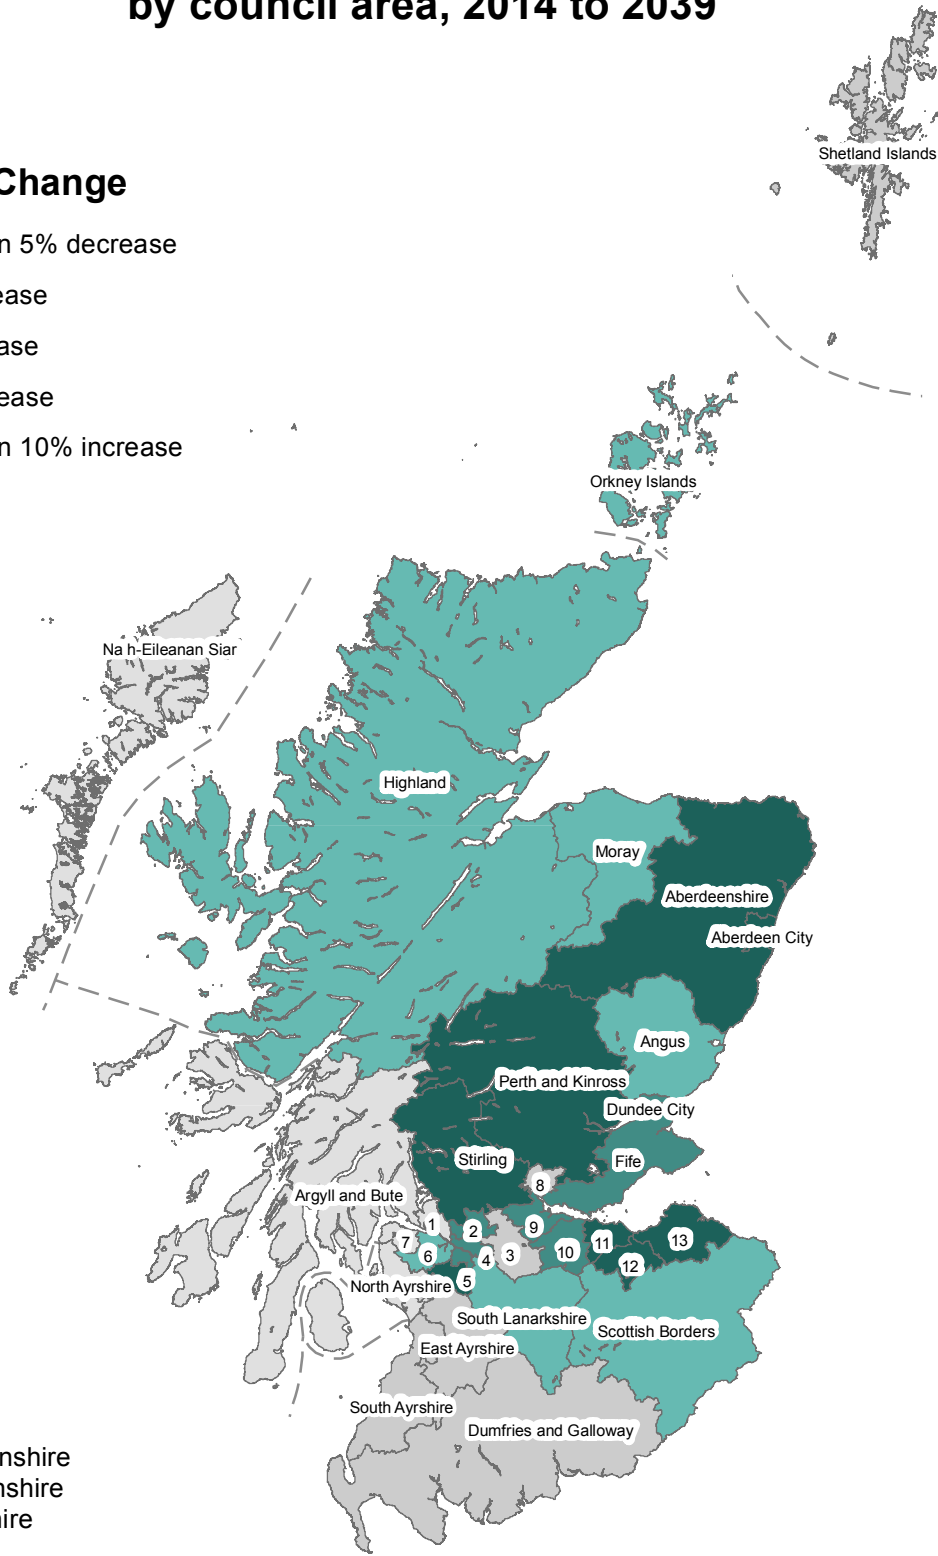 by council area, 2014 to 2039
Shetland Islands
Change
n 5% decrease
ease
ase
ease
n 10% increase
Orkney Islands
Na h-Eileanan Siar
Highland
Moray
Aberdeenshire
Aberdeen City
Angus
Perth and Kinross
Dundee City
Stirling
Fife
8
Argyll and Bute
1
2
9
7
6
4
3
10
11
13
12
5
North Ayrshire
South Lanarkshire
Scottish Borders
East Ayrshire
South Ayrshire
Dumfries and Galloway
nshire
nshire
ire